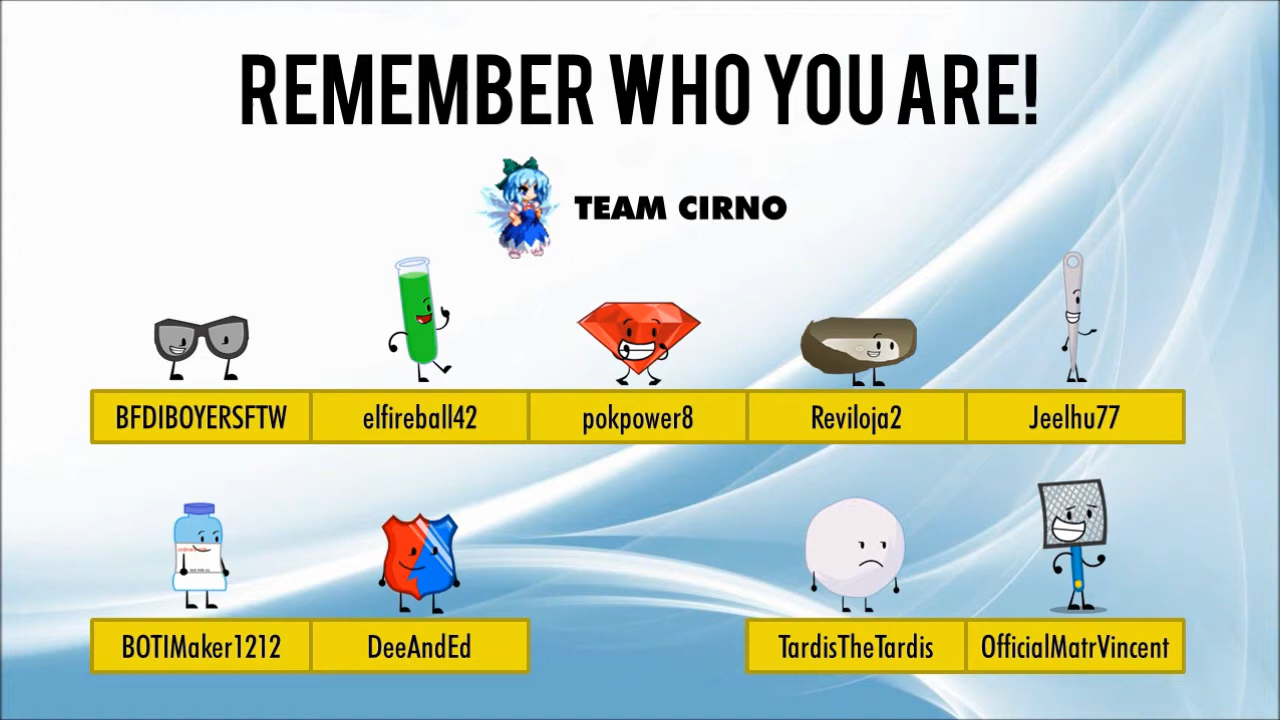 REMEMBER WHO YOU ARE!
TEAM CIRNO
BFDIBOYERSFTW
elfireball42
pokpower8
Reviloja2
Jeelhu77
BOTIMaker1212
DeeAndEd
TardisTheTardis
OfficialMatrVincent